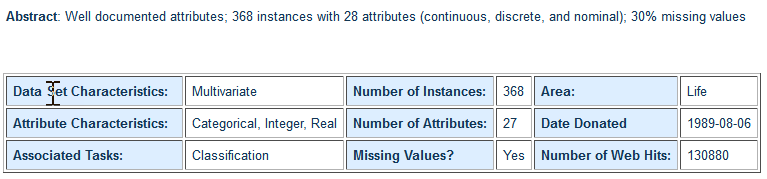 Abstract: Well documented attributes; 368 instances with 28 attributes (continuous, discrete, and nominal); 30% missing values
Data Set Characteristics: Multivariate Number of Instances: 368 Area: Life
Attribute Characteristics: Categorical, Integer, Real Number of Attributes: 27 Date Donated 1989-08-06
Associated Tasks: Classification Missing Values? Yes Number of Web Hits: 130880